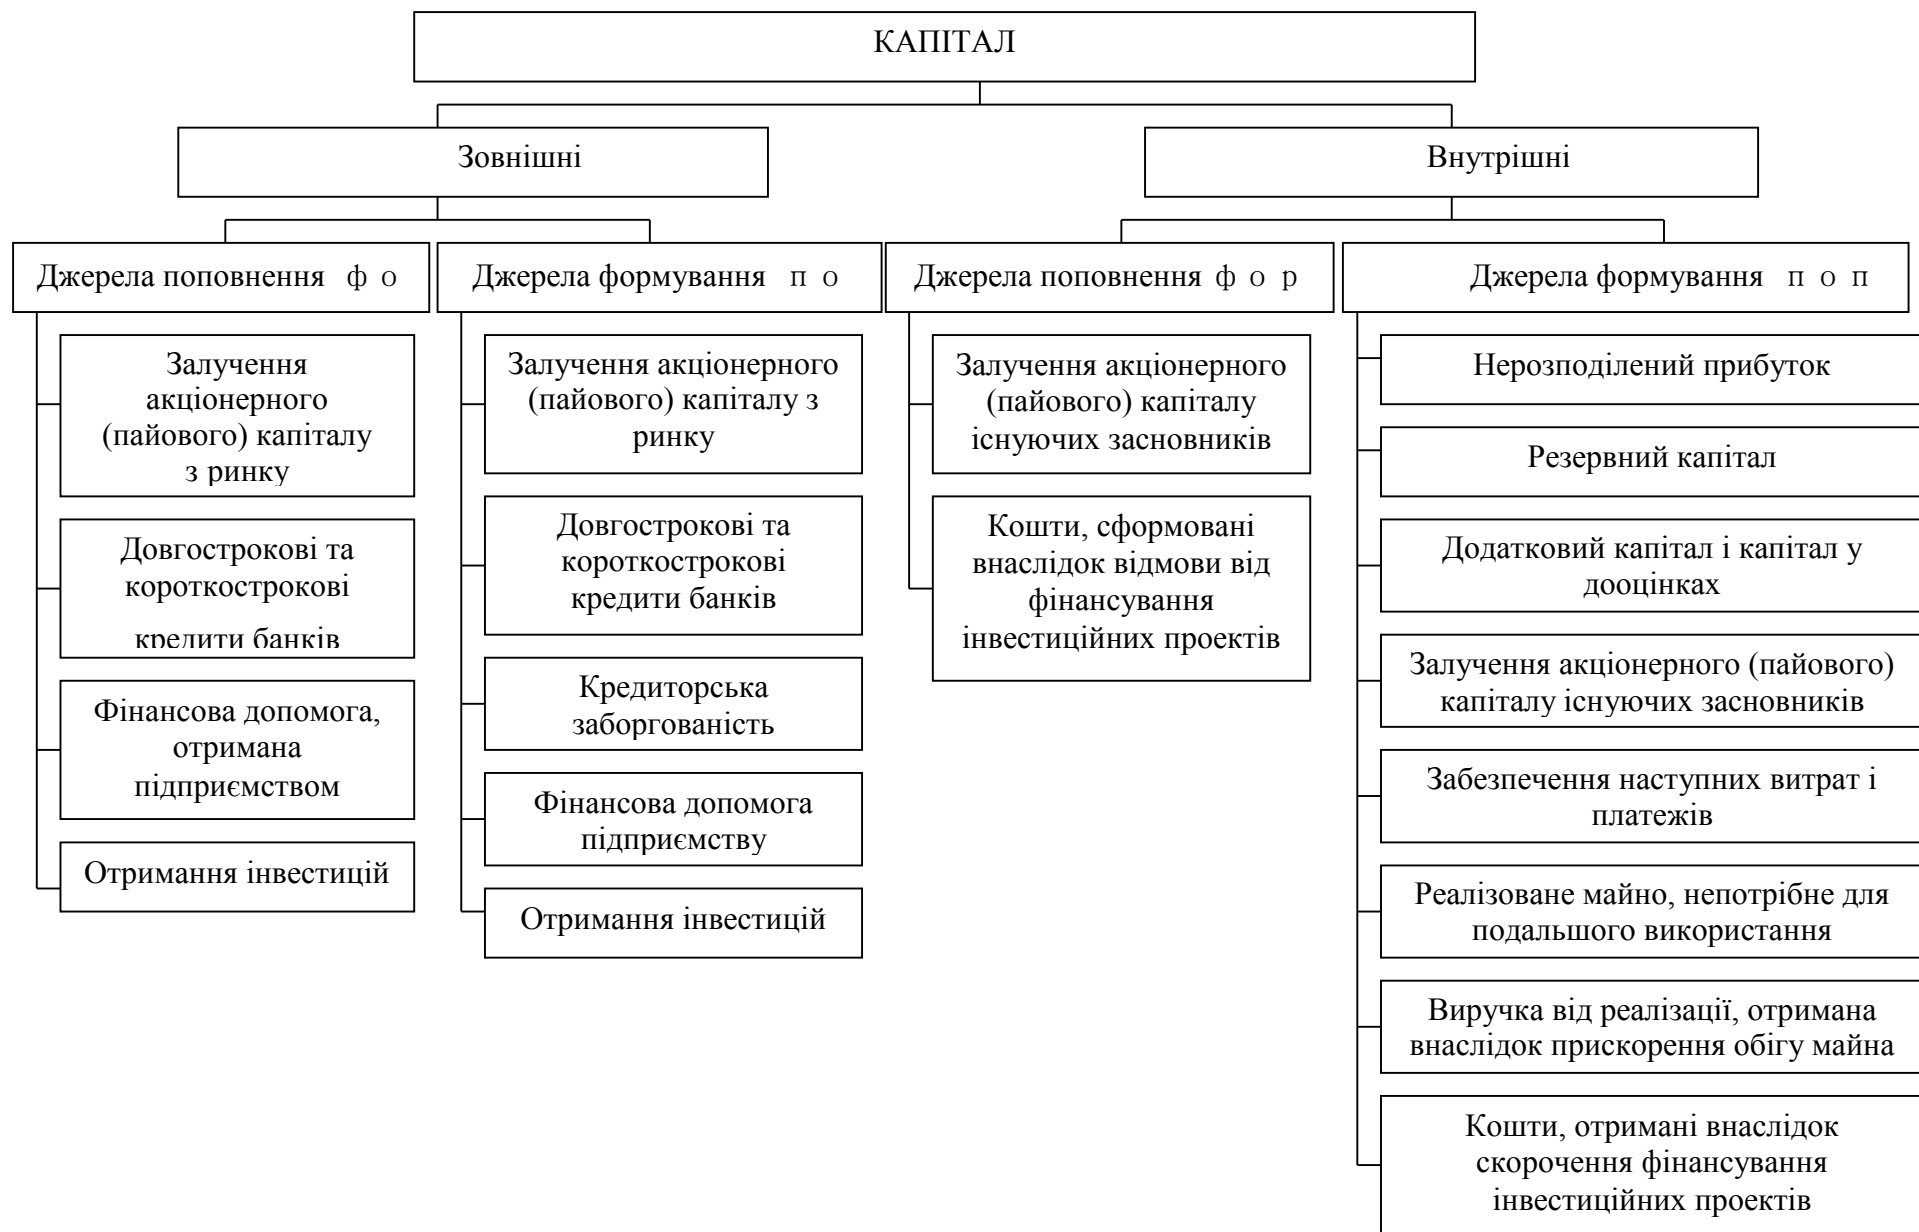 КАПІТАЛ
Зовнішні
Внутрішні
Джерела поповнення ф о
Джерела формування п о
Джерела поповнення ф о р
Джерела формування п о п
Залучення
акціонерного
(пайового) капіталу
з ринку
Довгострокові та
короткострокові
кредити банків
Фінансова допомога,
отримана
підприємством
Отримання інвестицій
Залучення акціонерного
(пайового) капіталу з
ринку
Довгострокові та
короткострокові
кредити банків
Кредиторська
заборгованість
Фінансова допомога
підприємству
Отримання інвестицій
Залучення акціонерного
(пайового) капіталу
існуючих засновників
Кошти, сформовані
внаслідок відмови від
фінансування
інвестиційних проектів
Нерозподілений прибуток
Резервний капітал
Додатковий капітал і капітал у
дооцінках
Залучення акціонерного (пайового)
капіталу існуючих засновників
Забезпечення наступних витрат і
платежів
Реалізоване майно, непотрібне для
подальшого використання
Виручка від реалізації, отримана
внаслідок прискорення обігу майна
Кошти, отримані внаслідок
скорочення фінансування
інвестиційних проектів